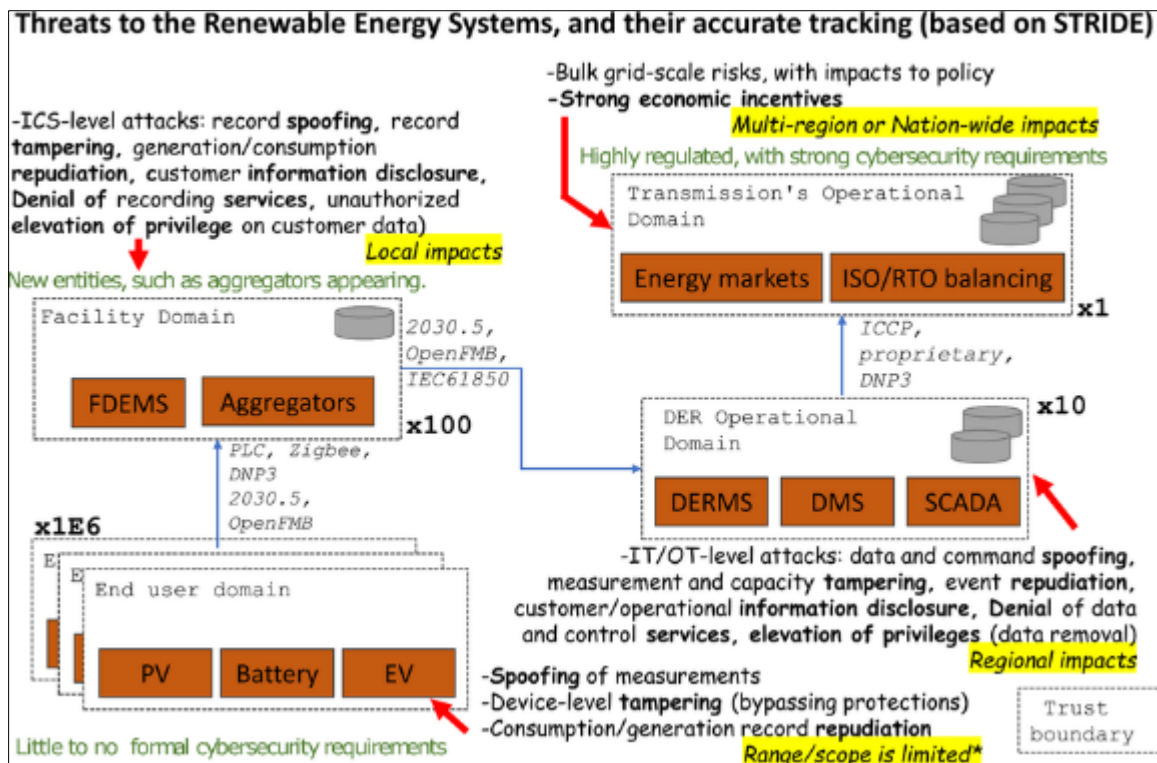 Threats to the Renewable Energy Systems, and their accurate tracking (based on STRIDE)
-Bulk grid-scale risks, with impacts to policy
-Strong economic incentives
Multi-region or Nation-wide impacts
Highly regulated, with strong cybersecurity requirements
-ICS-level attacks: record spoofing, record
tampering, generation/consumption
repudiation, customer information disclosure,
Denial of recording services, unauthorized
elevation of privilege on customer data)
Local impacts
New entities, such as aggregators appearing.
Transmission's Operational
Domain
Energy markets
ISO/RTO balancing
x1
Facility Domain
FDEMS
Aggregators
x100
2030.5,
OpenFMB,
IEC61850
ICCP,
proprietary,
DNP3
DER Operational
Domain
x10
DERMS
DMS
SCADA
PLC, Zigbee,
DNP3
2030.5,
OpenFMB
x1E6
E
E
End user domain
PV
Battery
EV
Little to no formal cybersecurity requirements
-IT/OT-level attacks: data and command spoofing,
measurement and capacity tampering, event repudiation,
customer/operational information disclosure, Denial of data
and control services, elevation of privileges (data removal)
Regional impacts
-Spoofing of measurements
-Device-level tampering (bypassing protections)
-Consumption/generation record repudiation
Range/scope is limited*
Trust
boundary